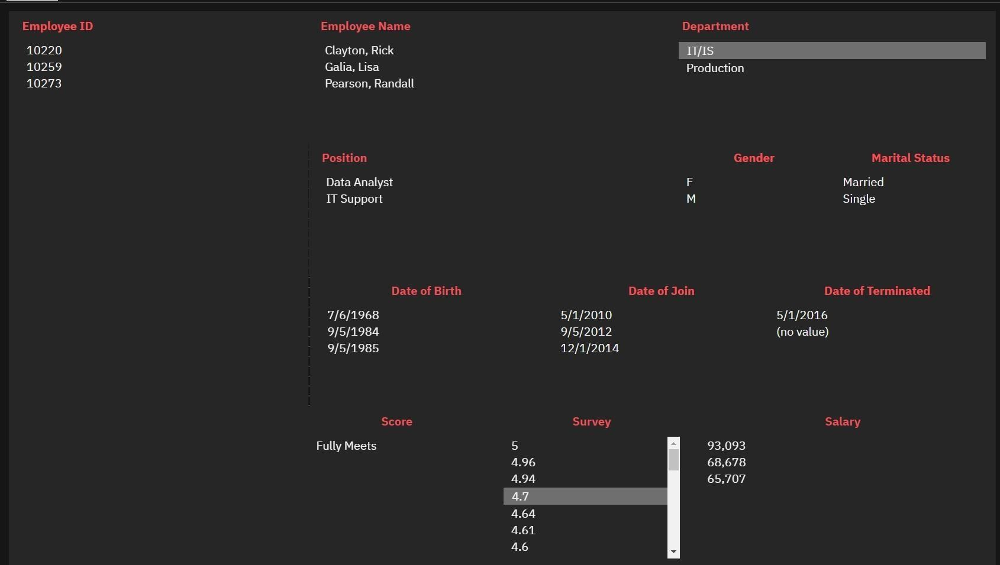 Employee ID Employee Name Department
10220 Clayton, Rick IT/IS
10259 Galia, Lisa Production
10273 Pearson, Randall
Position Gender Marital Status
Data Analyst F Married
IT Support M Single
Date of Birth Date of Join Date of Terminated
7/6/1968 5/1/2010 5/1/2016
9/5/1984 9/5/2012 (no value)
9/5/1985 12/1/2014
Score Survey Salary
Fully Meets 5 93,093
4.96 68,678
4.94 65,707
4.7
4.64
4.61
4.6